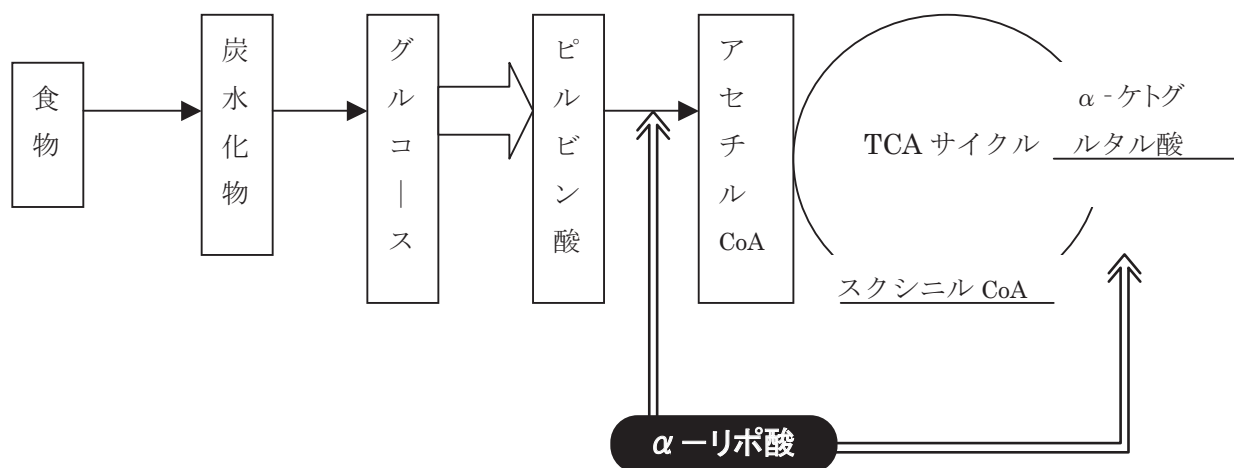 食物
炭水化物
グルコース
ピルビン酸
アセチルCoA
TCA サイクル
α‐ケトグ
ルタル酸
スクシニル CoA
α－リポ酸